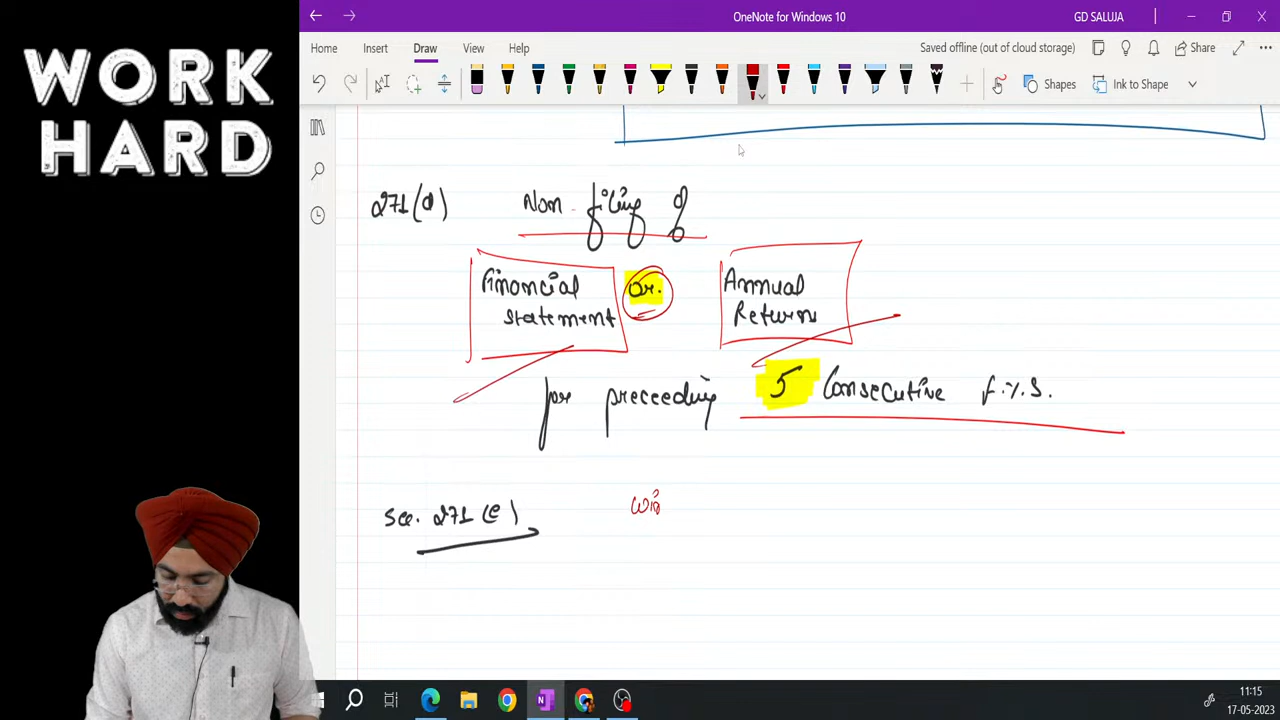 OneNote for Windows 10
GD SALUJA
Home Insert Draw View Help
Saved offline (out of cloud storage)
Share
Shapes
Ink to Shape
WORK
HARD
271(d) Non-filing of
Financial Statement or. Annual Returns
for preceeding 5 Consecutive F.Y.S.
Sec. 271(e)
11:15
17-05-2023